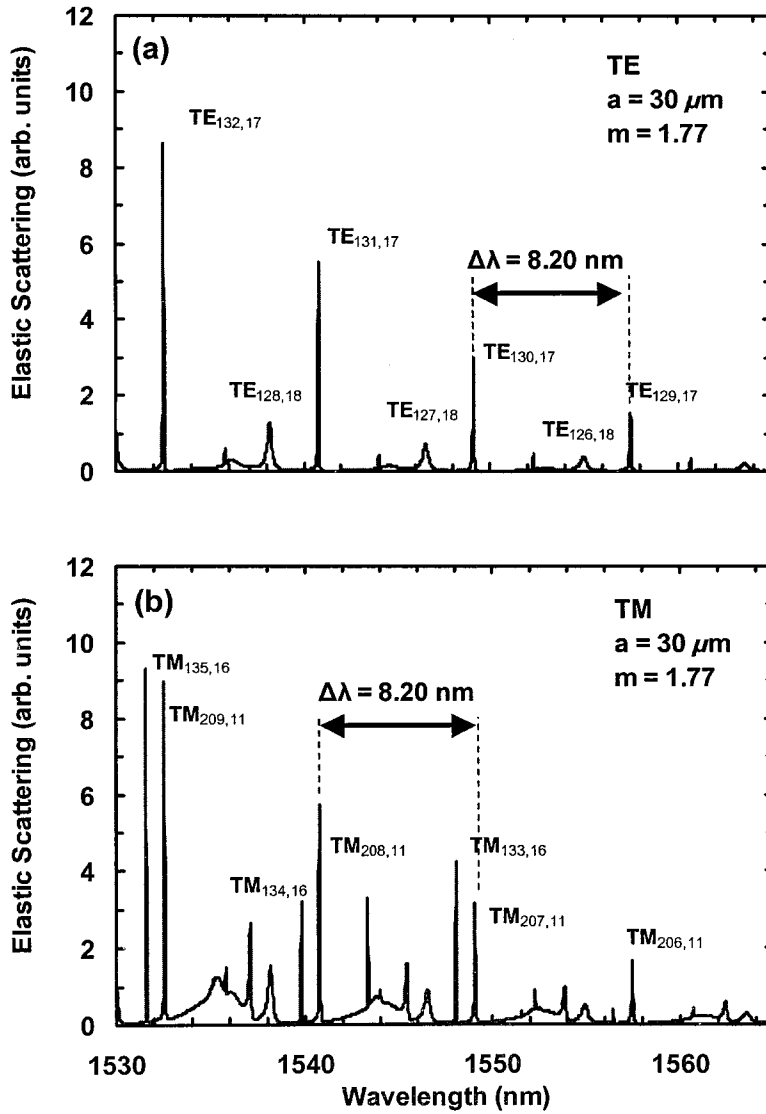 12
10
8
6
4
2
0
Elastic Scattering (arb. units)
(a)
TE
a = 30 µm
m = 1.77
TE132,17
TE131,17
Δλ = 8.20 nm
TE130,17
TE128,18
TE127,18
TE129,17
TE126,18
12
10
8
6
4
2
0
Elastic Scattering (arb. units)
(b)
TM
a = 30 µm
m = 1.77
TM135,16
Δλ = 8.20 nm
TM209,11
TM208,11
TM133,16
TM134,16
TM207,11
TM206,11
1530
1540
1550
1560
Wavelength (nm)